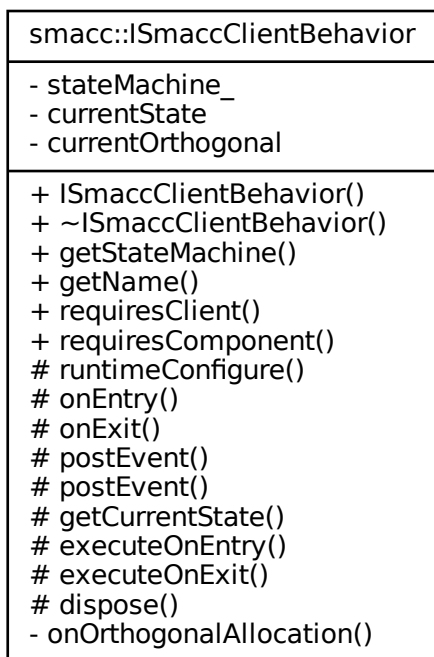 smacc::ISmaccClientBehavior
- stateMachine_
- currentState
- currentOrthogonal
+ ISmaccClientBehavior()
+ ~ISmaccClientBehavior()
+ getStateMachine()
+ getName()
+ requiresClient()
+ requiresComponent()
# runtimeConfigure()
# onEntry()
# onExit()
# postEvent()
# postEvent()
# getCurrentState()
# executeOnEntry()
# executeOnExit()
# dispose()
- onOrthogonalAllocation()